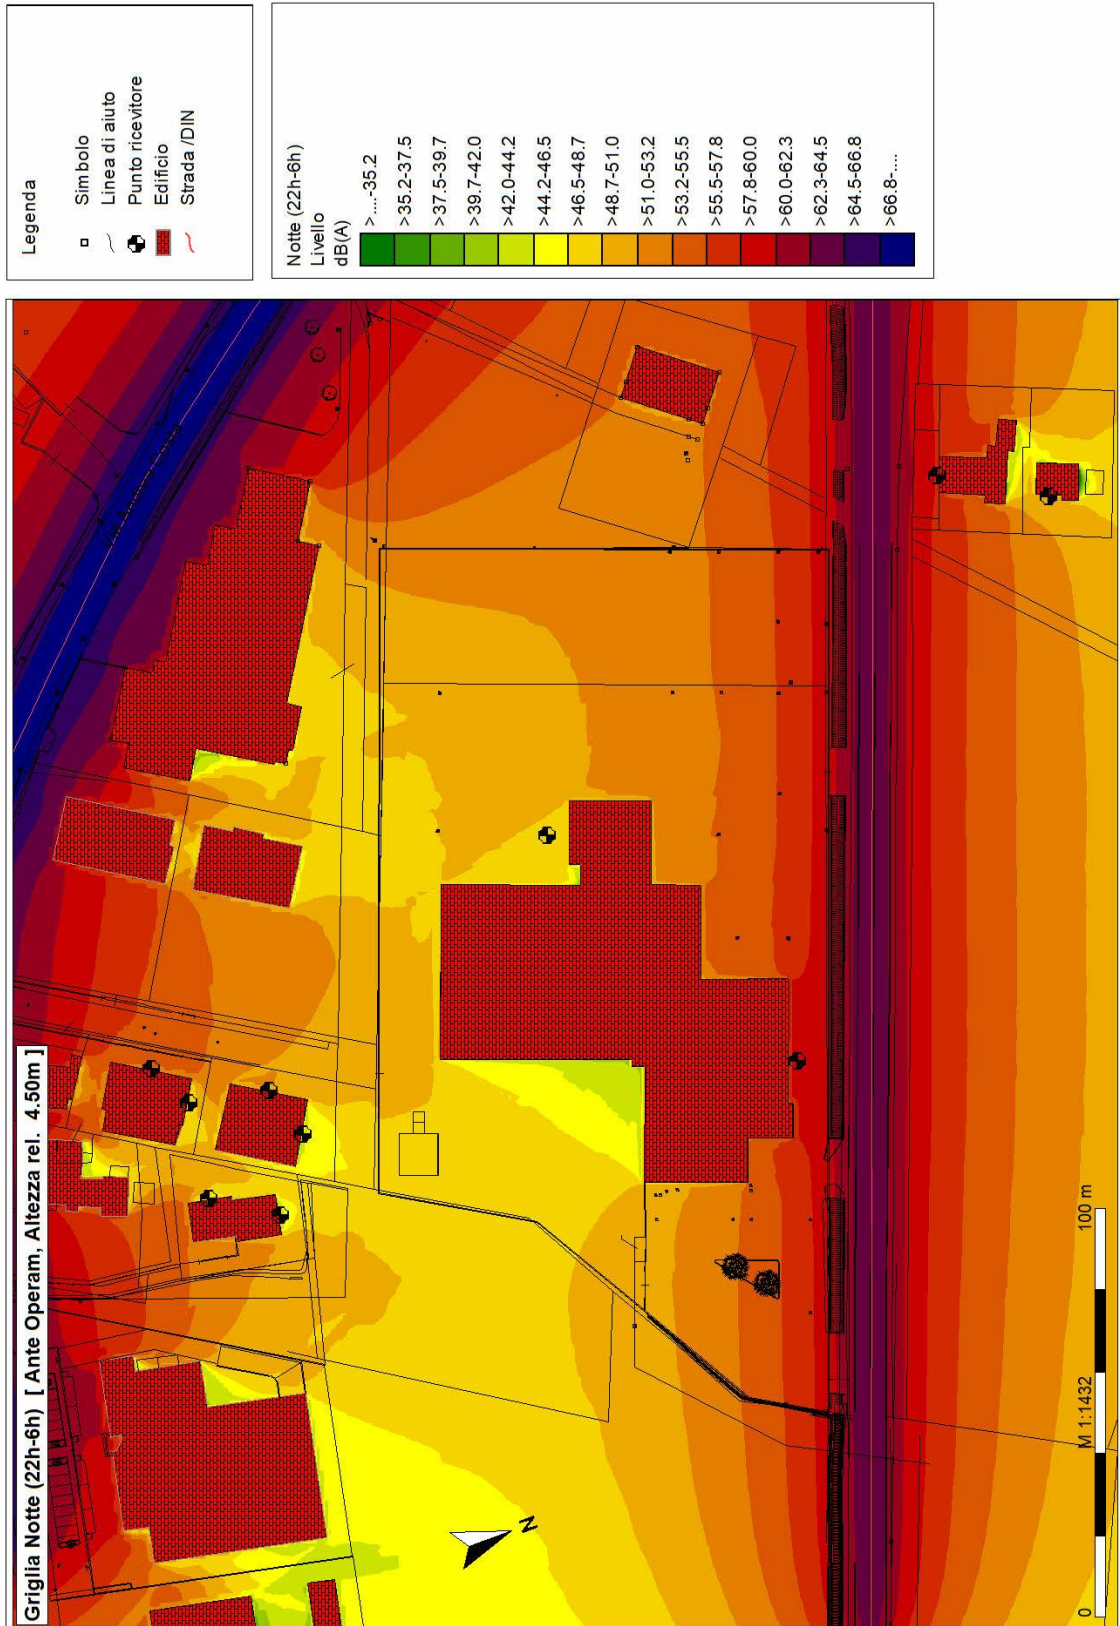 Griglia Notte (22h-6h) [ Ante Operam, Altezza rel. 4.50m ]
Legenda
Simbolo
Linea di aiuto
Punto ricevitore
Edificio
Strada /DIN
Notte (22h-6h)
Livello
dB(A)
>....-35.2
>35.2-37.5
>37.5-39.7
>39.7-42.0
>42.0-44.2
>44.2-46.5
>46.5-48.7
>48.7-51.0
>51.0-53.2
>53.2-55.5
>55.5-57.8
>57.8-60.0
>60.0-62.3
>62.3-64.5
>64.5-66.8
>66.8-....
N
M 1:1432
0
100 m